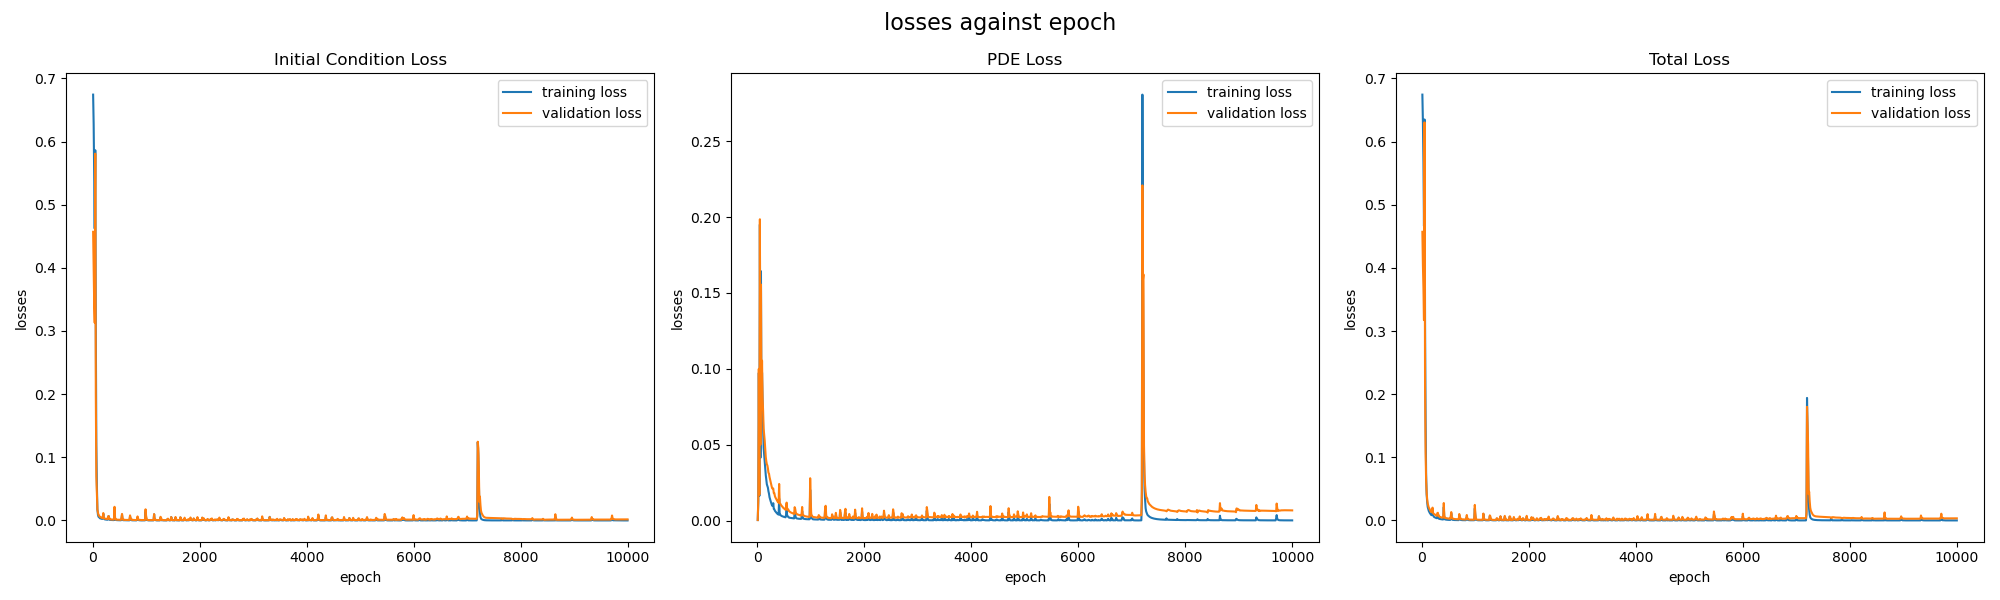 losses against epoch
Initial Condition Loss
0.7
0.6
0.5
0.4
0.3
0.2
0.1
0.0
losses
training loss
validation loss
0 2000 4000 6000 8000 10000
epoch
PDE Loss
0.25
0.20
0.15
0.10
0.05
0.00
losses
training loss
validation loss
0 2000 4000 6000 8000 10000
epoch
Total Loss
0.7
0.6
0.5
0.4
0.3
0.2
0.1
0.0
losses
training loss
validation loss
0 2000 4000 6000 8000 10000
epoch